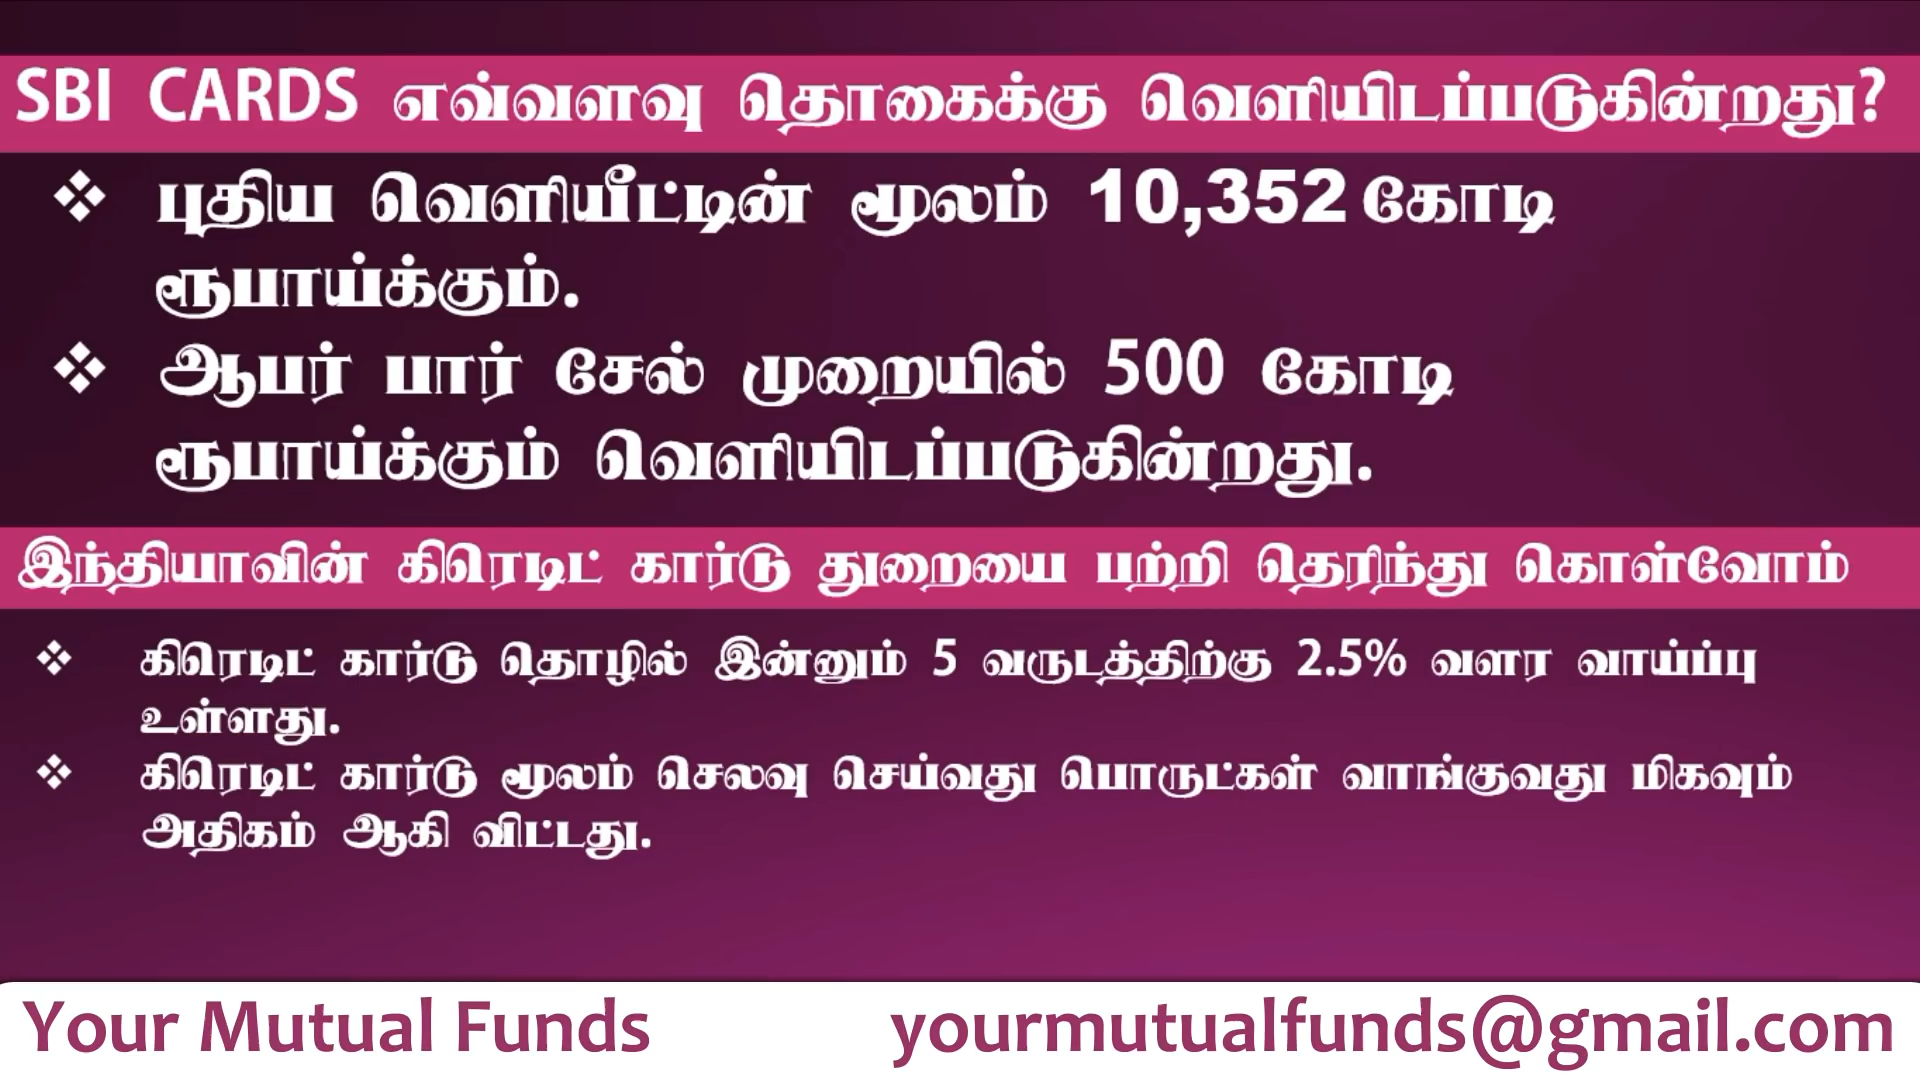 SBI CARDS எவ்வளவு தொகைக்கு வெளியிடப்படுகின்றது?
❖ புதிய வெளியீட்டின் மூலம் 10,352 கோடி
ரூபாய்க்கும்.
❖ ஆபர் பார் சேல் முறையில் 500 கோடி
ரூபாய்க்கும் வெளியிடப்படுகின்றது.
இந்தியாவின் கிரெடிட் கார்டு துறையை பற்றி தெரிந்து கொள்வோம்
❖ கிரெடிட் கார்டு தொழில் இன்னும் 5 வருடத்திற்கு 2.5% வளர வாய்ப்பு
உள்ளது.
❖ கிரெடிட் கார்டு மூலம் செலவு செய்வது பொருட்கள் வாங்குவது மிகவும்
அதிகம் ஆகி விட்டது.
Your Mutual Funds yourmutualfunds@gmail.com